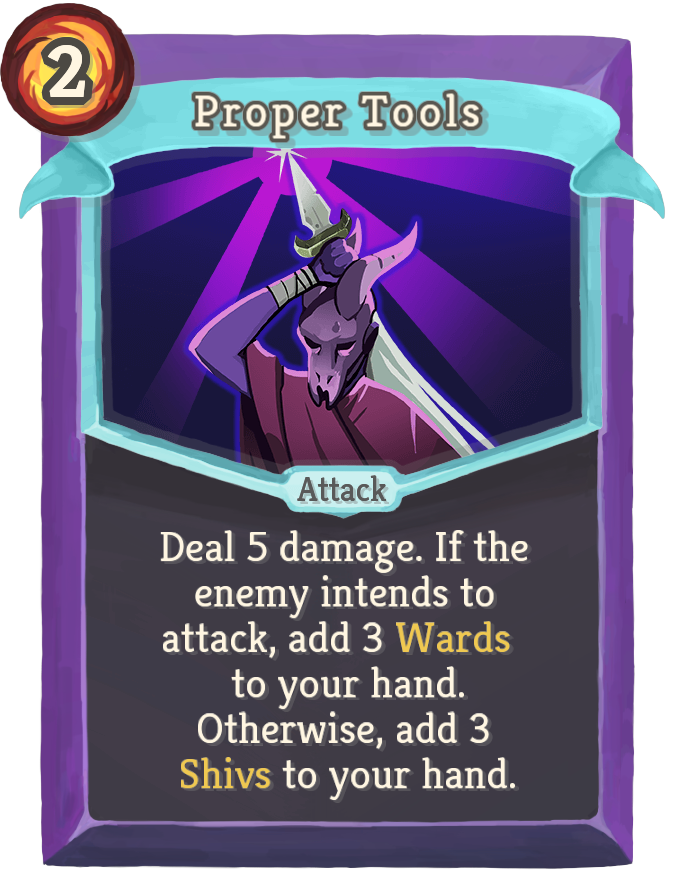 2
Proper Tools
Attack
Deal 5 damage. If the
enemy intends to
attack, add 3 Wards
to your hand.
Otherwise, add 3
Shivs to your hand.